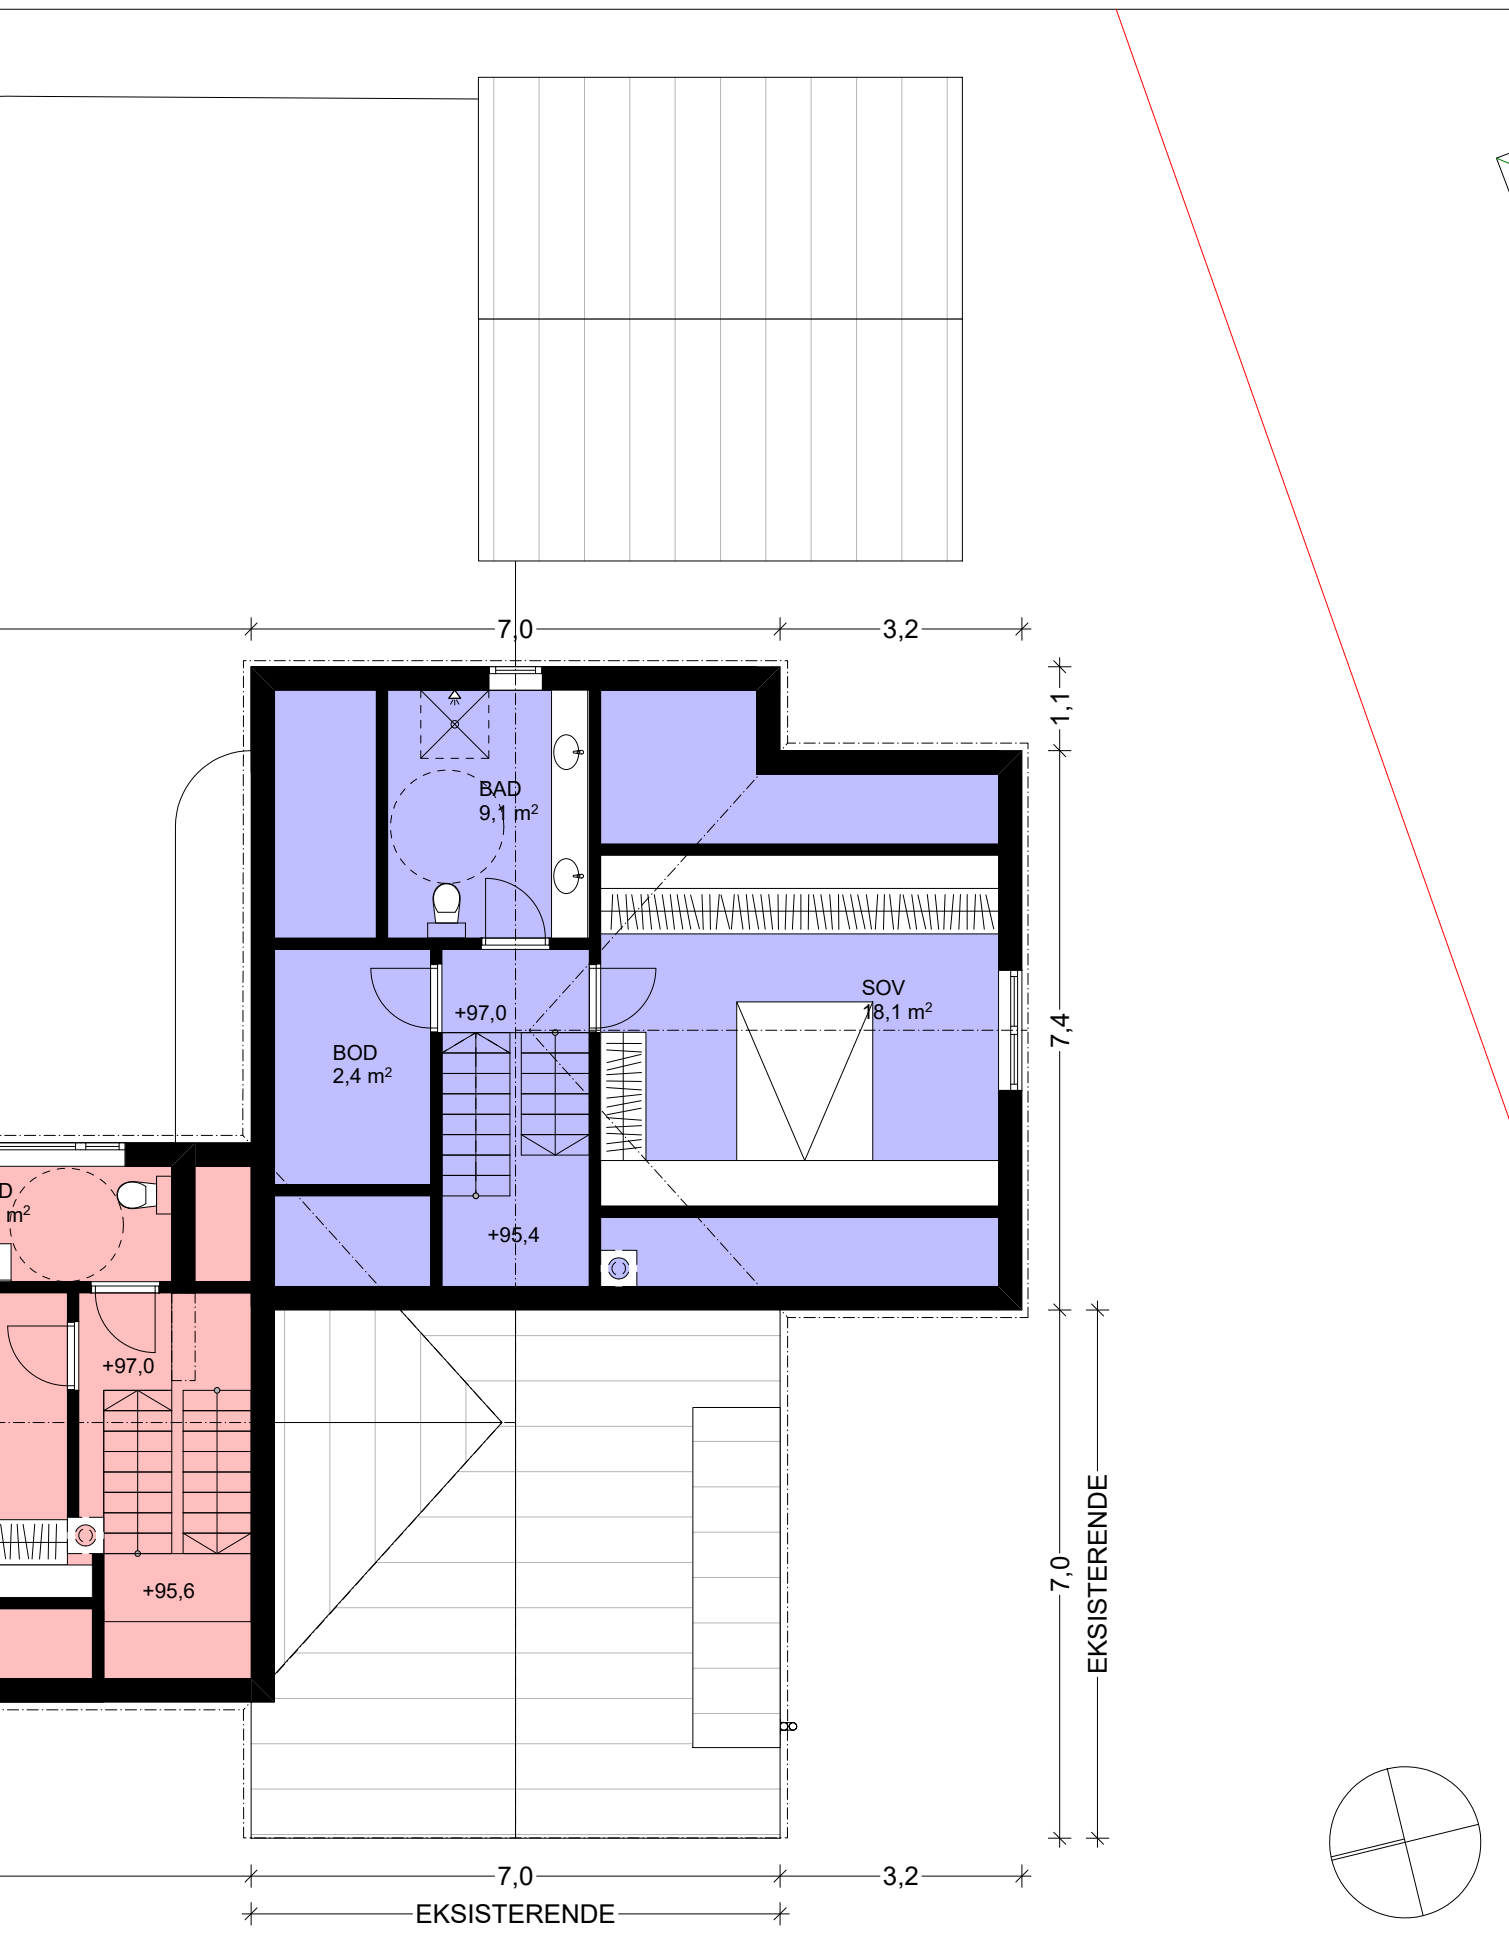 7,0
3,2
1,1
BAD
9,1 m²
SOV
18,1 m²
+97,0
7,4
BOD
2,4 m²
D
m²
+95,4
+97,0
+95,6
7,0
EKSISTERENDE
7,0
3,2
EKSISTERENDE